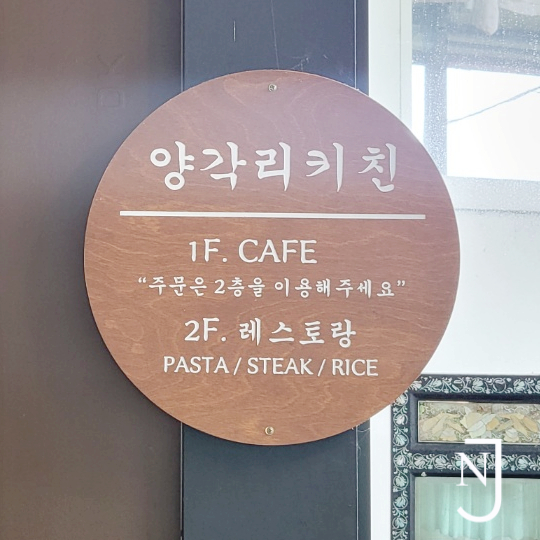 양각리키친
1F. CAFE
“주문은 2층을 이용해주세요”
2F. 레스토랑
PASTA / STEAK / RICE
NJ